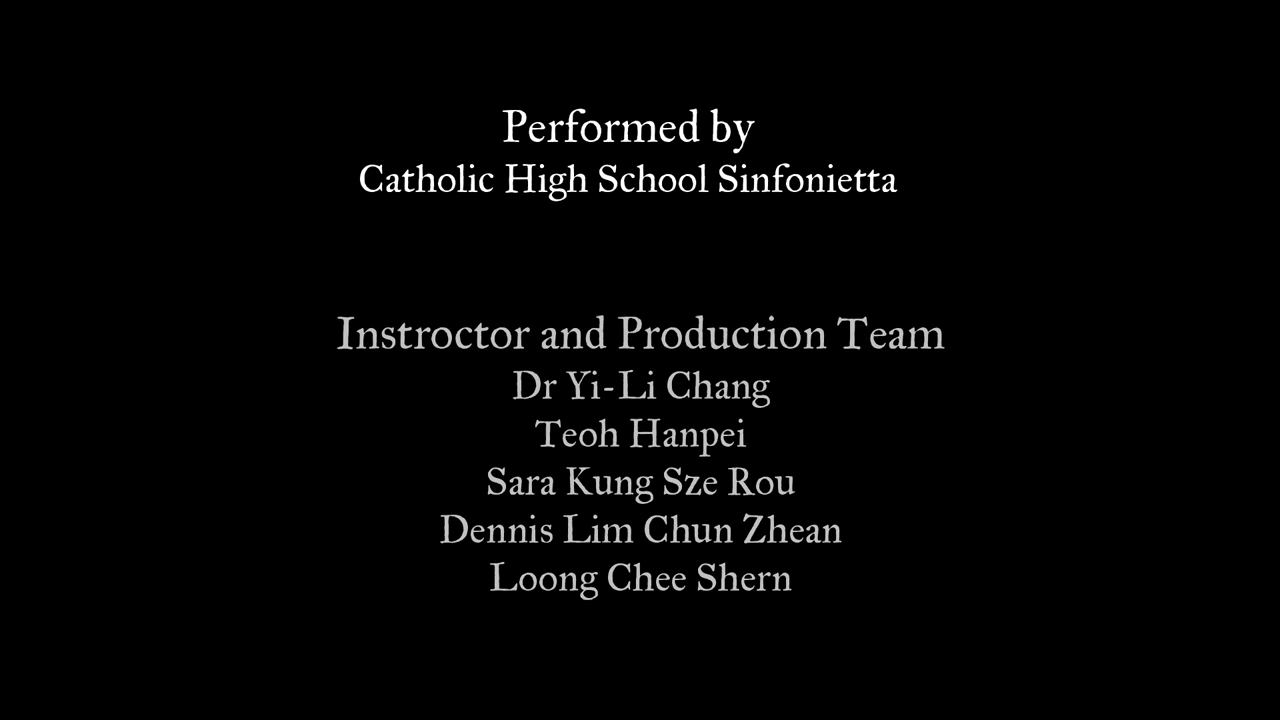 Performed by
Catholic High School Sinfonietta
Instroctor and Production Team
Dr Yi-Li Chang
Teoh Hanpei
Sara Kung Sze Rou
Dennis Lim Chun Zhean
Loong Chee Shern